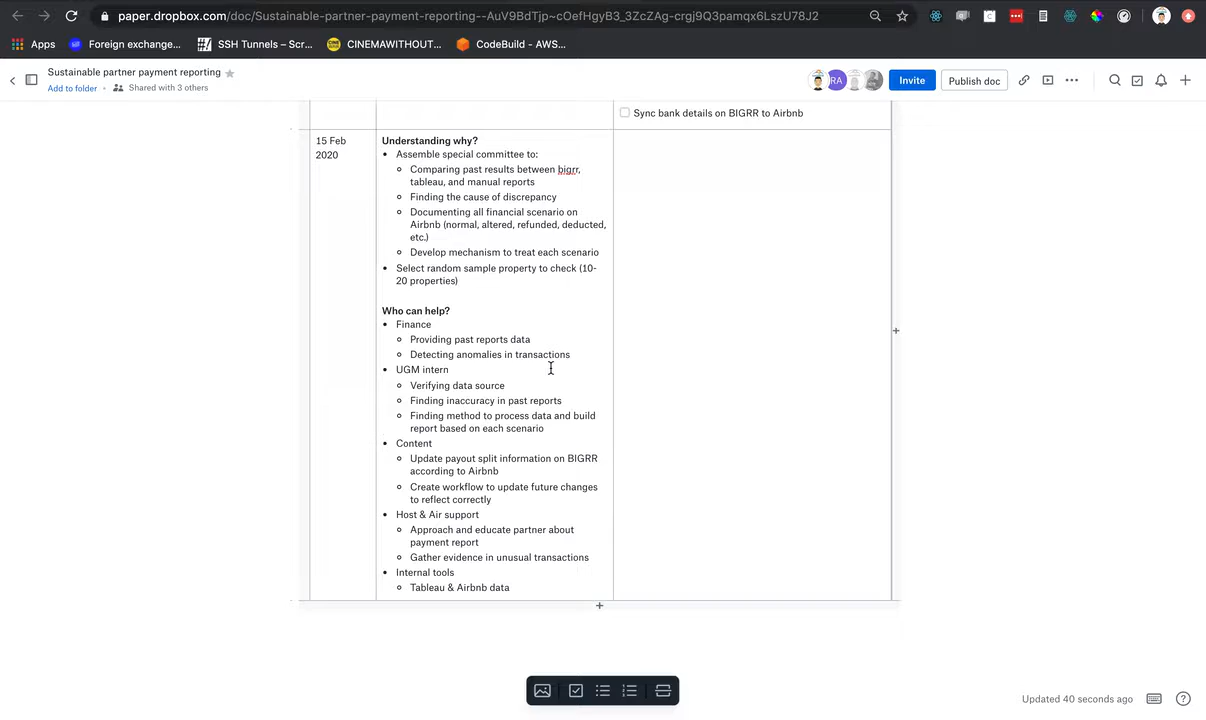 paper.dropbox.com/doc/Sustainable-partner-payment-reporting--AuV9BdTjp~cOefHgyB3_3ZcZAg-crgj9Q3pamqx6LszU78J2
Apps Foreign exchange... SSH Tunnels – Scr... CINEMAWITHOUT... CodeBuild - AWS...
Sustainable partner payment reporting
Add to folder • Shared with 3 others
RA
Invite
Publish doc
Sync bank details on BIGRR to Airbnb
15 Feb
2020
Understanding why?
• Assemble special committee to:
Comparing past results between bigrr,
tableau, and manual reports
Finding the cause of discrepancy
Documenting all financial scenario on
Airbnb (normal, altered, refunded, deducted,
etc.)
Develop mechanism to treat each scenario
• Select random sample property to check (10-
20 properties)
Who can help?
• Finance
Providing past reports data
Detecting anomalies in transactions
• UGM intern
Verifying data source
Finding inaccuracy in past reports
Finding method to process data and build
report based on each scenario
• Content
Update payout split information on BIGRR
according to Airbnb
Create workflow to update future changes
to reflect correctly
• Host & Air support
Approach and educate partner about
payment report
Gather evidence in unusual transactions
• Internal tools
Tableau & Airbnb data
Updated 40 seconds ago